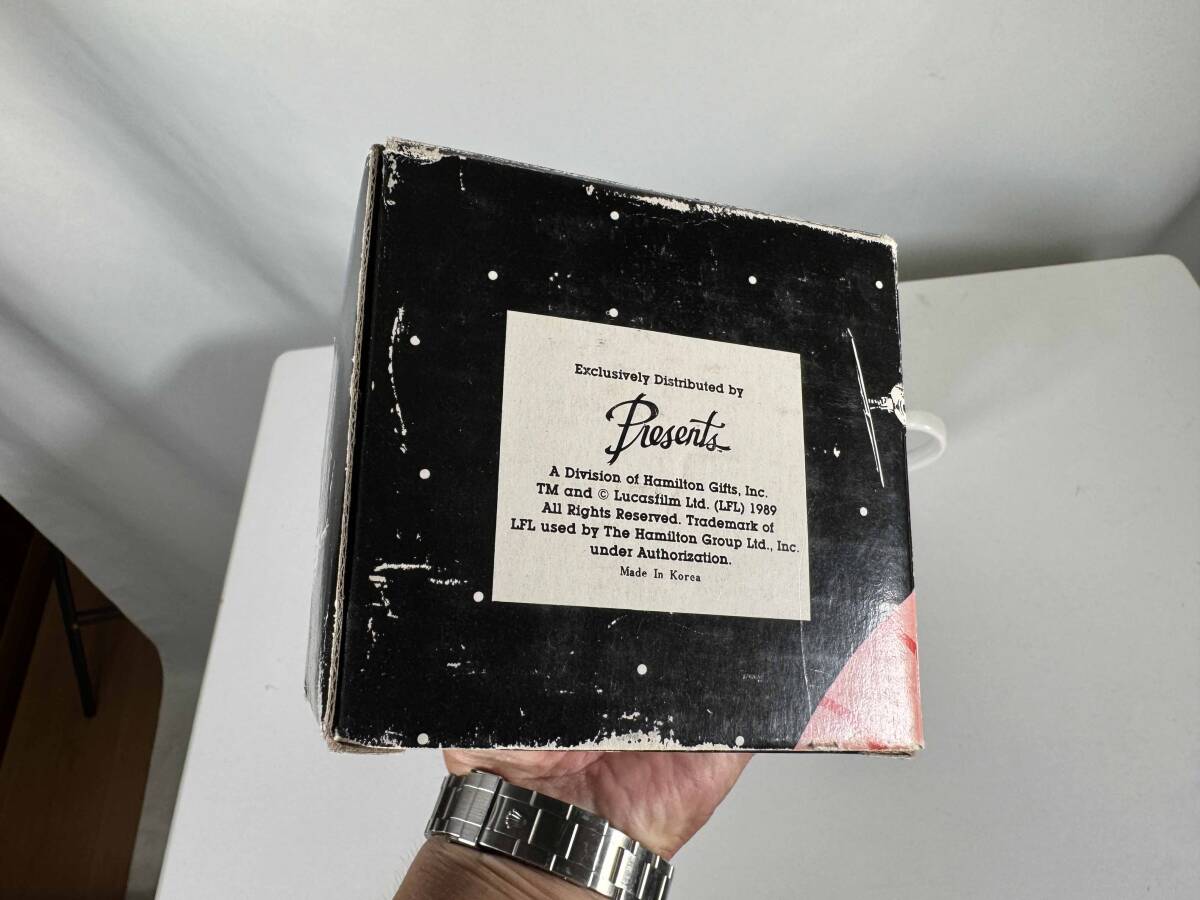 Exclusively Distributed by
Presents™
A Division of Hamilton Gifts, Inc.
TM and © Lucasfilm Ltd. (LFL) 1989
All Rights Reserved. Trademark of
LFL used by The Hamilton Group Ltd., Inc.
under Authorization.
Made In Korea